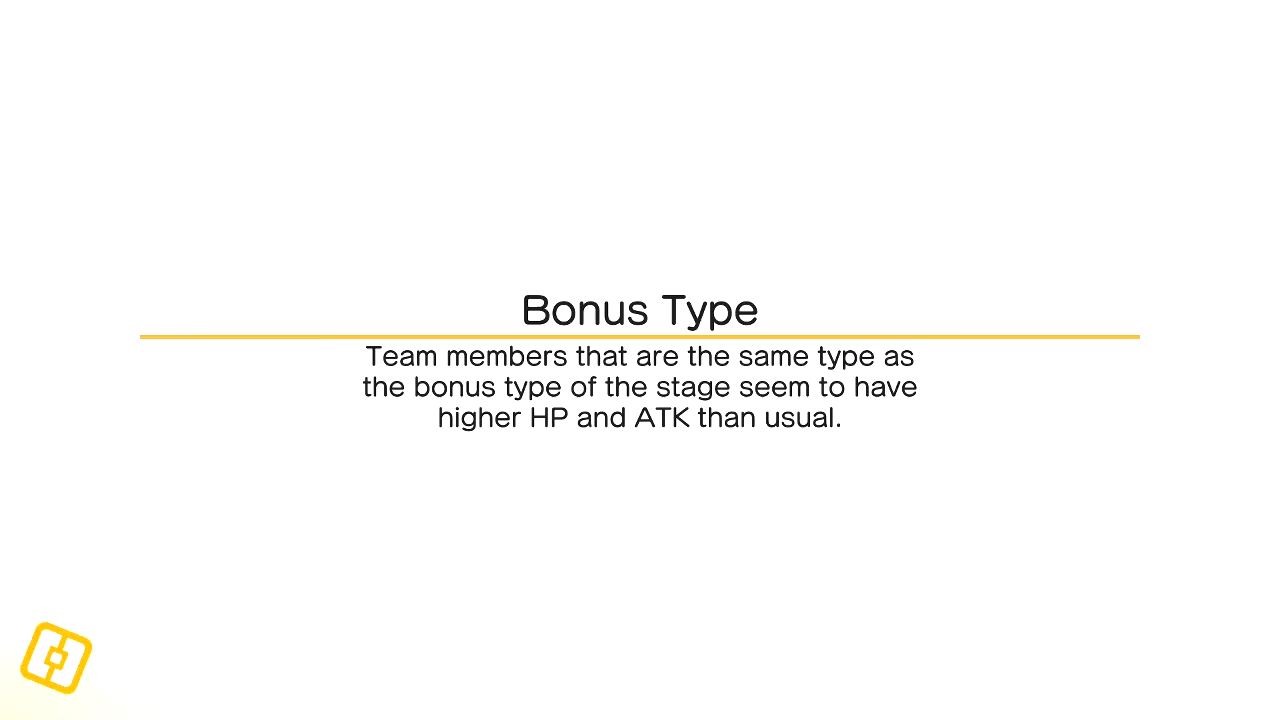 Bonus Type
Team members that are the same type as
the bonus type of the stage seem to have
higher HP and ATK than usual.